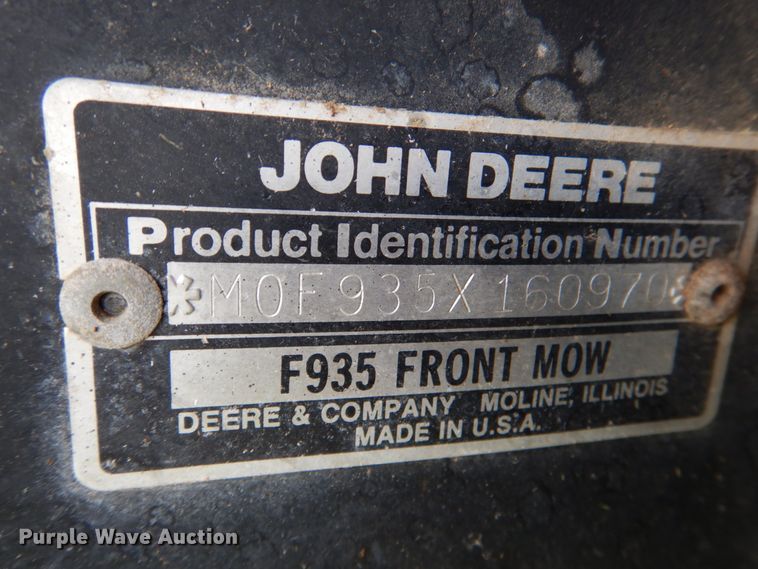 JOHN DEERE
Product Identification Number
*M0F935X160970*
F935 FRONT MOW
DEERE & COMPANY MOLINE, ILLINOIS
MADE IN U.S.A.
Purple Wave Auction®